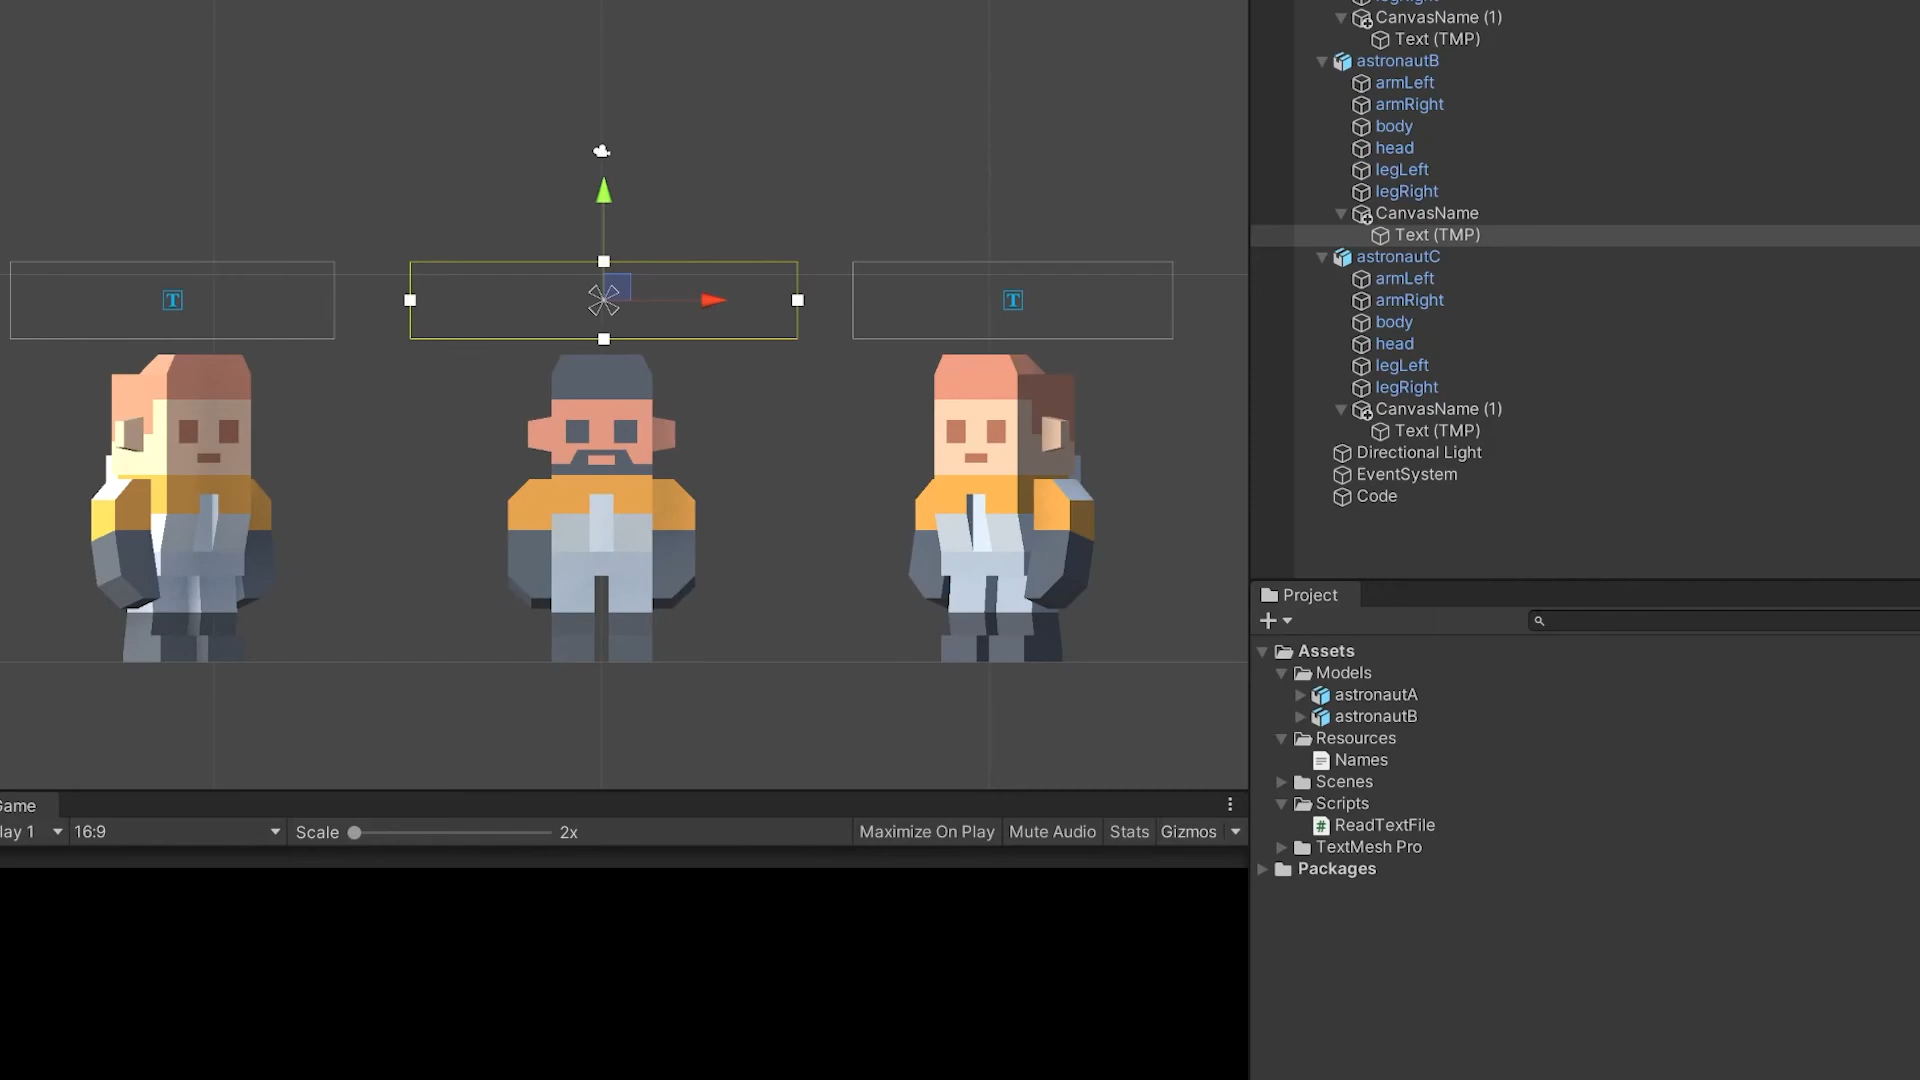 CanvasName (1)
Text (TMP)
astronautB
armLeft
armRight
body
head
legLeft
legRight
CanvasName
Text (TMP)
astronautC
armLeft
armRight
body
head
legLeft
legRight
CanvasName (1)
Text (TMP)
Directional Light
EventSystem
Code
T
T
Project
Assets
Models
astronautA
astronautB
Resources
Names
Scenes
Scripts
# ReadTextFile
TextMesh Pro
Packages
Game
lay 1 16:9 Scale 2x Maximize On Play Mute Audio Stats Gizmos